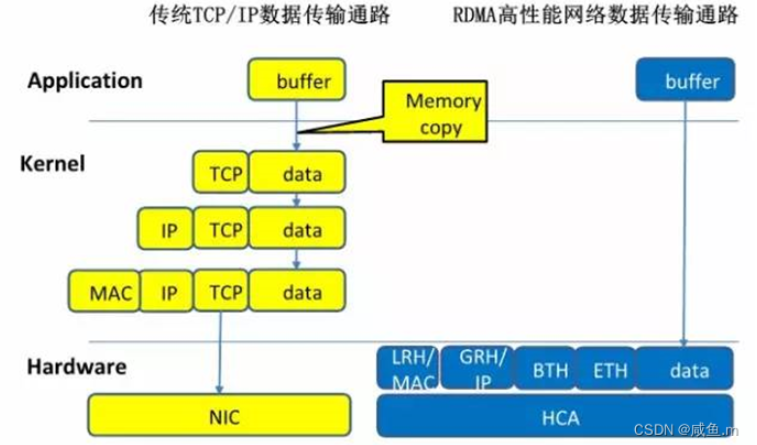 传统TCP/IP数据传输通路
RDMA高性能网络数据传输通路
Application
buffer
buffer
Memory
copy
Kernel
TCP data
IP TCP data
MAC IP TCP data
Hardware
LRH/
MAC
GRH/
IP
BTH
ETH
data
NIC
HCA
CSDN @咸鱼.m